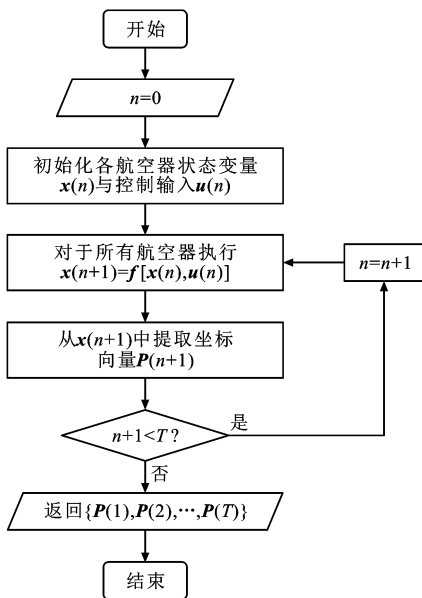 开始
n=0
初始化各航空器状态变量
x(n)与控制输入u(n)
对于所有航空器执行
x(n+1)=f[x(n),u(n)]
n=n+1
从x(n+1)中提取坐标
向量P(n+1)
n+1<T?
是
否
返回{P(1),P(2),…,P(T)}
结束